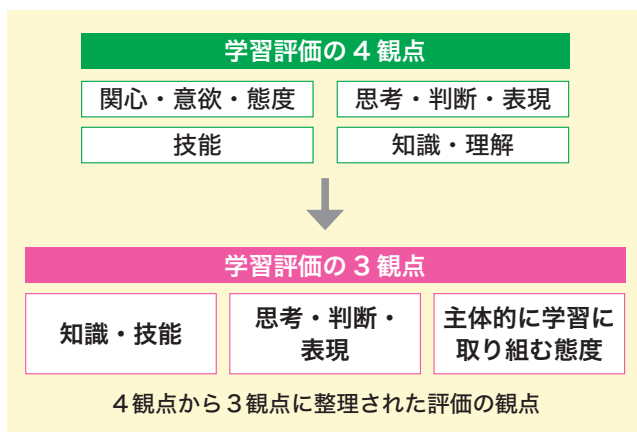 学習評価の４観点
関心・意欲・態度
思考・判断・表現
技能
知識・理解
学習評価の３観点
知識・技能
思考・判断・
表現
主体的に学習に
取り組む態度
４観点から３観点に整理された評価の観点